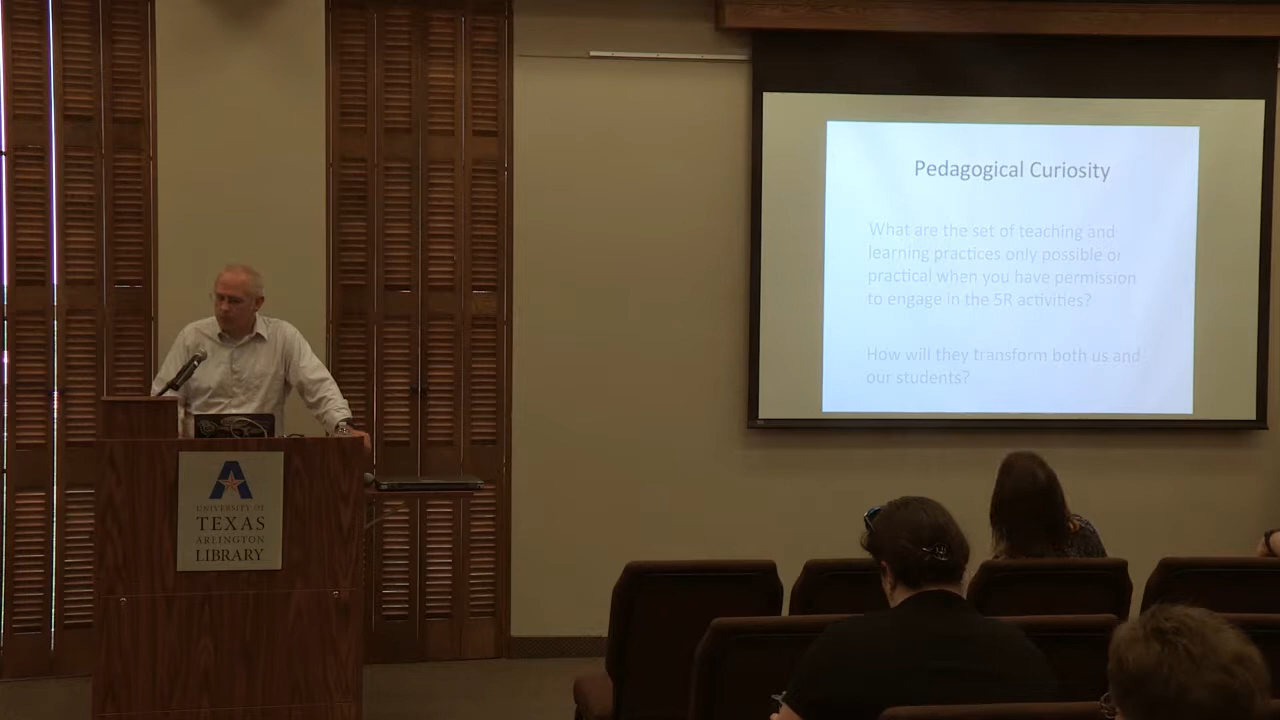 Pedagogical Curiosity
What are the set of teaching and
learning practices only possible or
practical when you have permission
to engage in the 5R activities?
How will they transform both us and
our students?
UNIVERSITY OF
TEXAS
ARLINGTON
LIBRARY